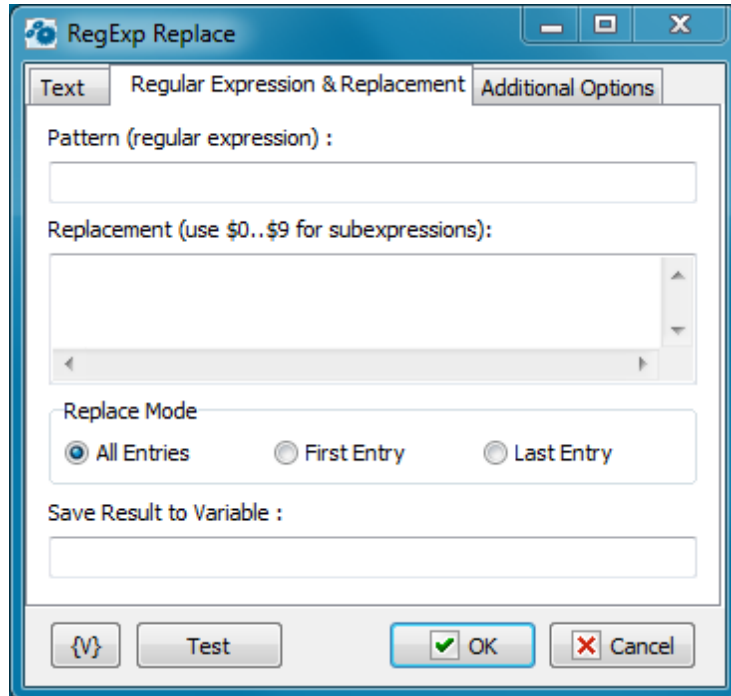 RegExp Replace
Text Regular Expression & Replacement Additional Options
Pattern (regular expression) :
Replacement (use $0..$9 for subexpressions):
Replace Mode
All Entries First Entry Last Entry
Save Result to Variable :
{V} Test OK Cancel